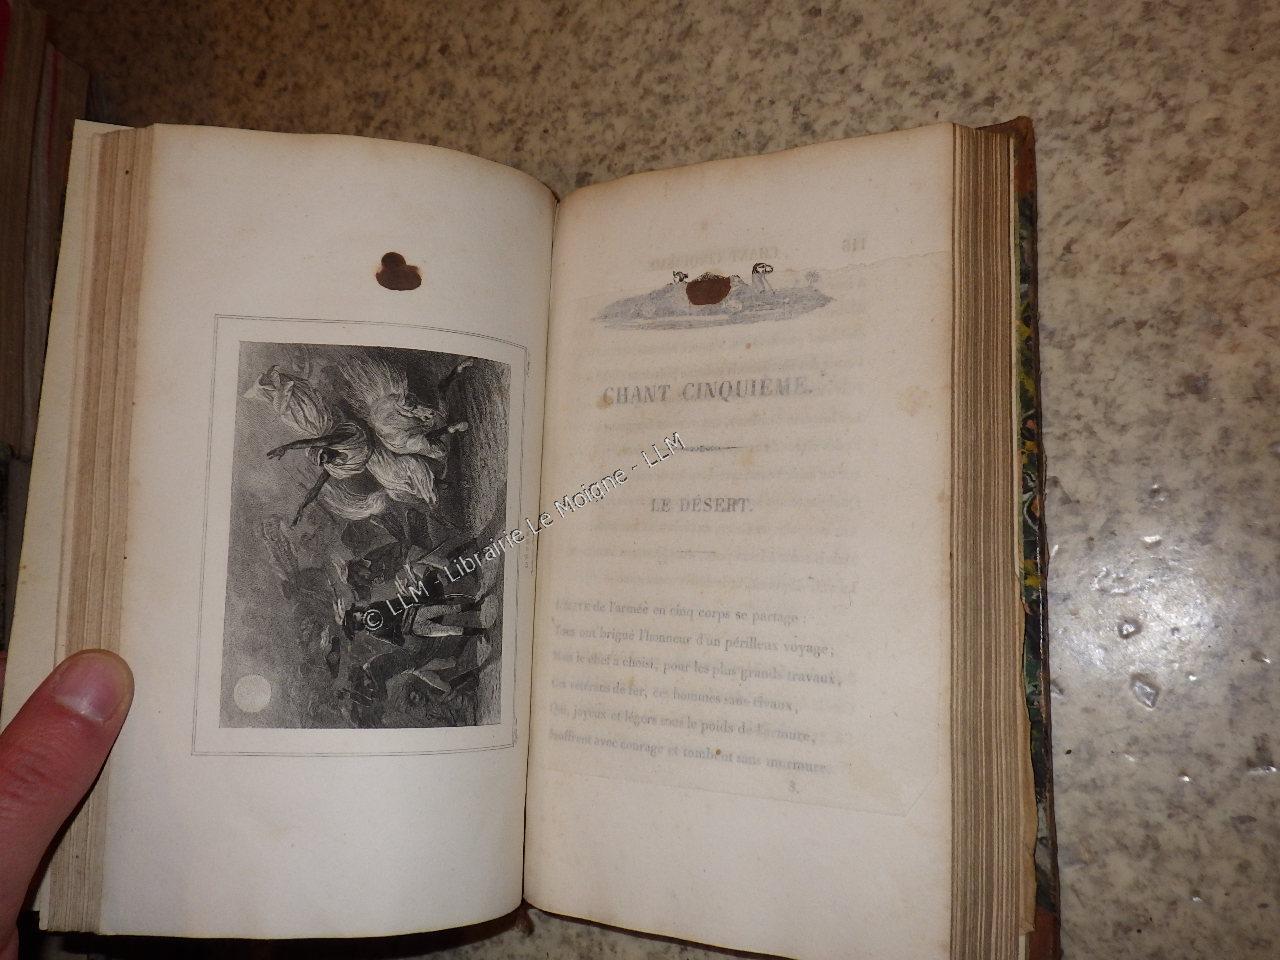 CHANT CINQUIÈME.
LE DÉSERT.
de l'armée en cinq corps se partage :
Tous ont brigué l'honneur d'un périlleux voyage ;
Mais le chef a choisi, pour les plus grands travaux,
Ces vétérans de fer, ces hommes sans rivaux,
Qui, joyeux et légers sous le poids de l'armure,
Souffrent avec courage et tombent sans murmure.
8.
© LLM - Librairie Le Moigne - LLM